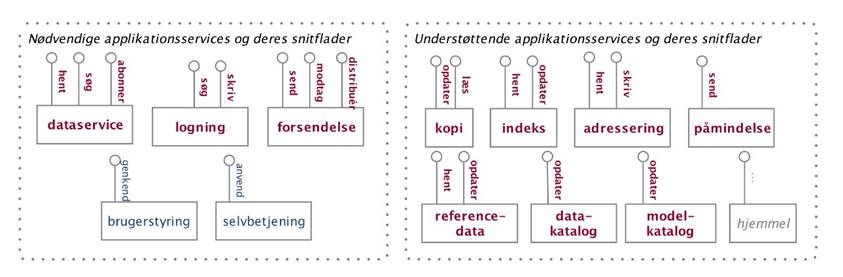 Nødvendige applikationsservices og deres snitflader
hent
søg
abonner
dataservice
søg
skriv
logning
send
modtag
distribuér
forsendelse
genkend
brugerstyring
anvend
selvbetjening
Understøttende applikationsservices og deres snitflader
opdater
læs
kopi
hent
opdater
indeks
hent
skriv
adressering
send
påmindelse
hent
opdater
reference-
data
opdater
data-
katalog
opdater
model-
katalog
...
hjemmel